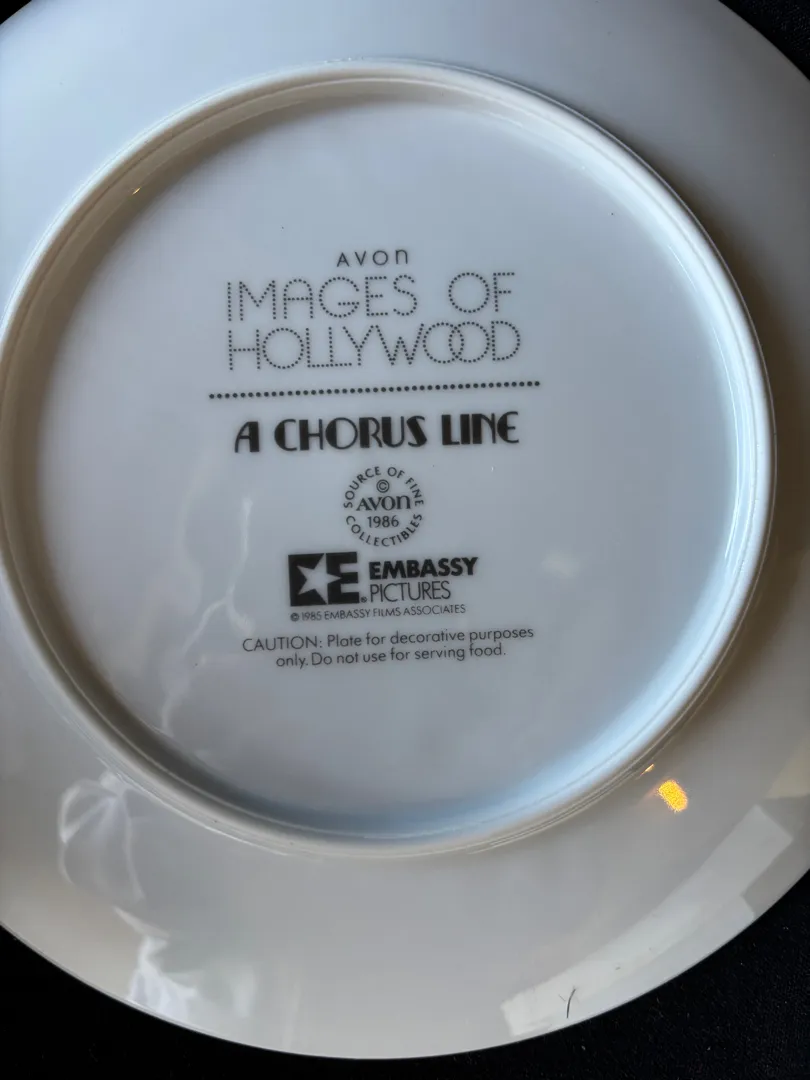 AVON
IMAGES OF
HOLLYWOOD
A CHORUS LINE
SOURCE OF FINE
©
AVON
1986
COLLECTIBLES
E EMBASSY
PICTURES
© 1985 EMBASSY FILMS ASSOCIATES
CAUTION: Plate for decorative purposes
only. Do not use for serving food.